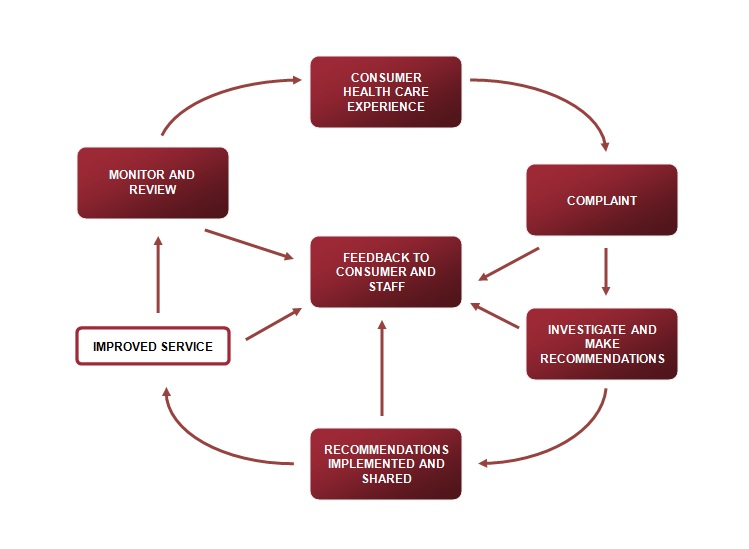 CONSUMER
HEALTH CARE
EXPERIENCE
MONITOR AND
REVIEW
COMPLAINT
FEEDBACK TO
CONSUMER AND
STAFF
IMPROVED SERVICE
INVESTIGATE AND
MAKE
RECOMMENDATIONS
RECOMMENDATIONS
IMPLEMENTED AND
SHARED